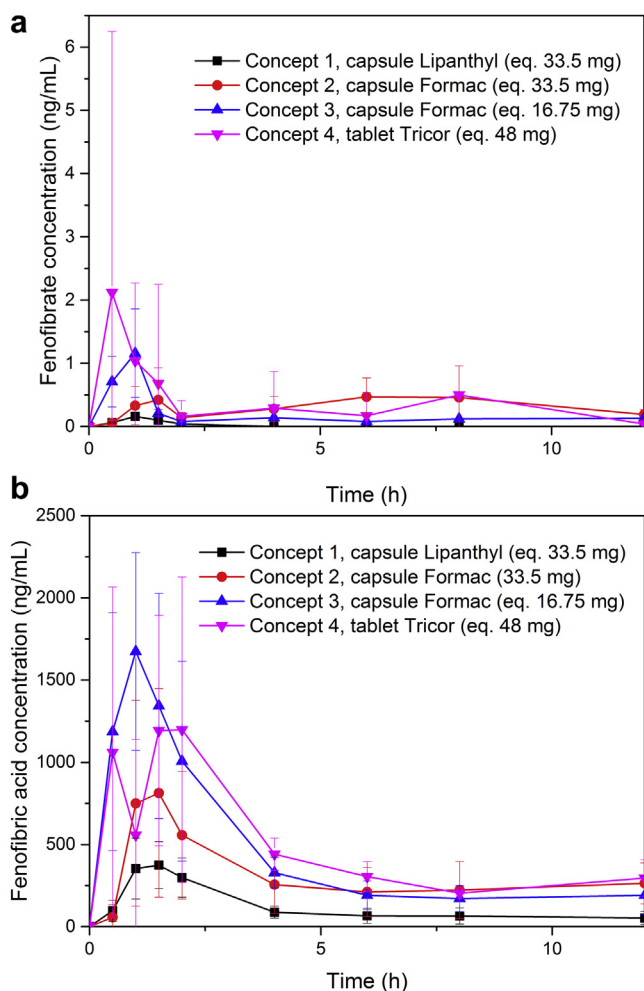 a
6
5
4
3
2
1
0
Fenofibrate concentration (ng/mL)
Concept 1, capsule Lipanthyl (eq. 33.5 mg)
Concept 2, capsule Formac (eq. 33.5 mg)
Concept 3, capsule Formac (eq. 16.75 mg)
Concept 4, tablet Tricor (eq. 48 mg)
0 5 10
Time (h)
b
2500
2000
1500
1000
500
0
Fenofibric acid concentration (ng/mL)
Concept 1, capsule Lipanthyl (eq. 33.5 mg)
Concept 2, capsule Formac (33.5 mg)
Concept 3, capsule Formac (eq. 16.75 mg)
Concept 4, tablet Tricor (eq. 48 mg)
0 5 10
Time (h)